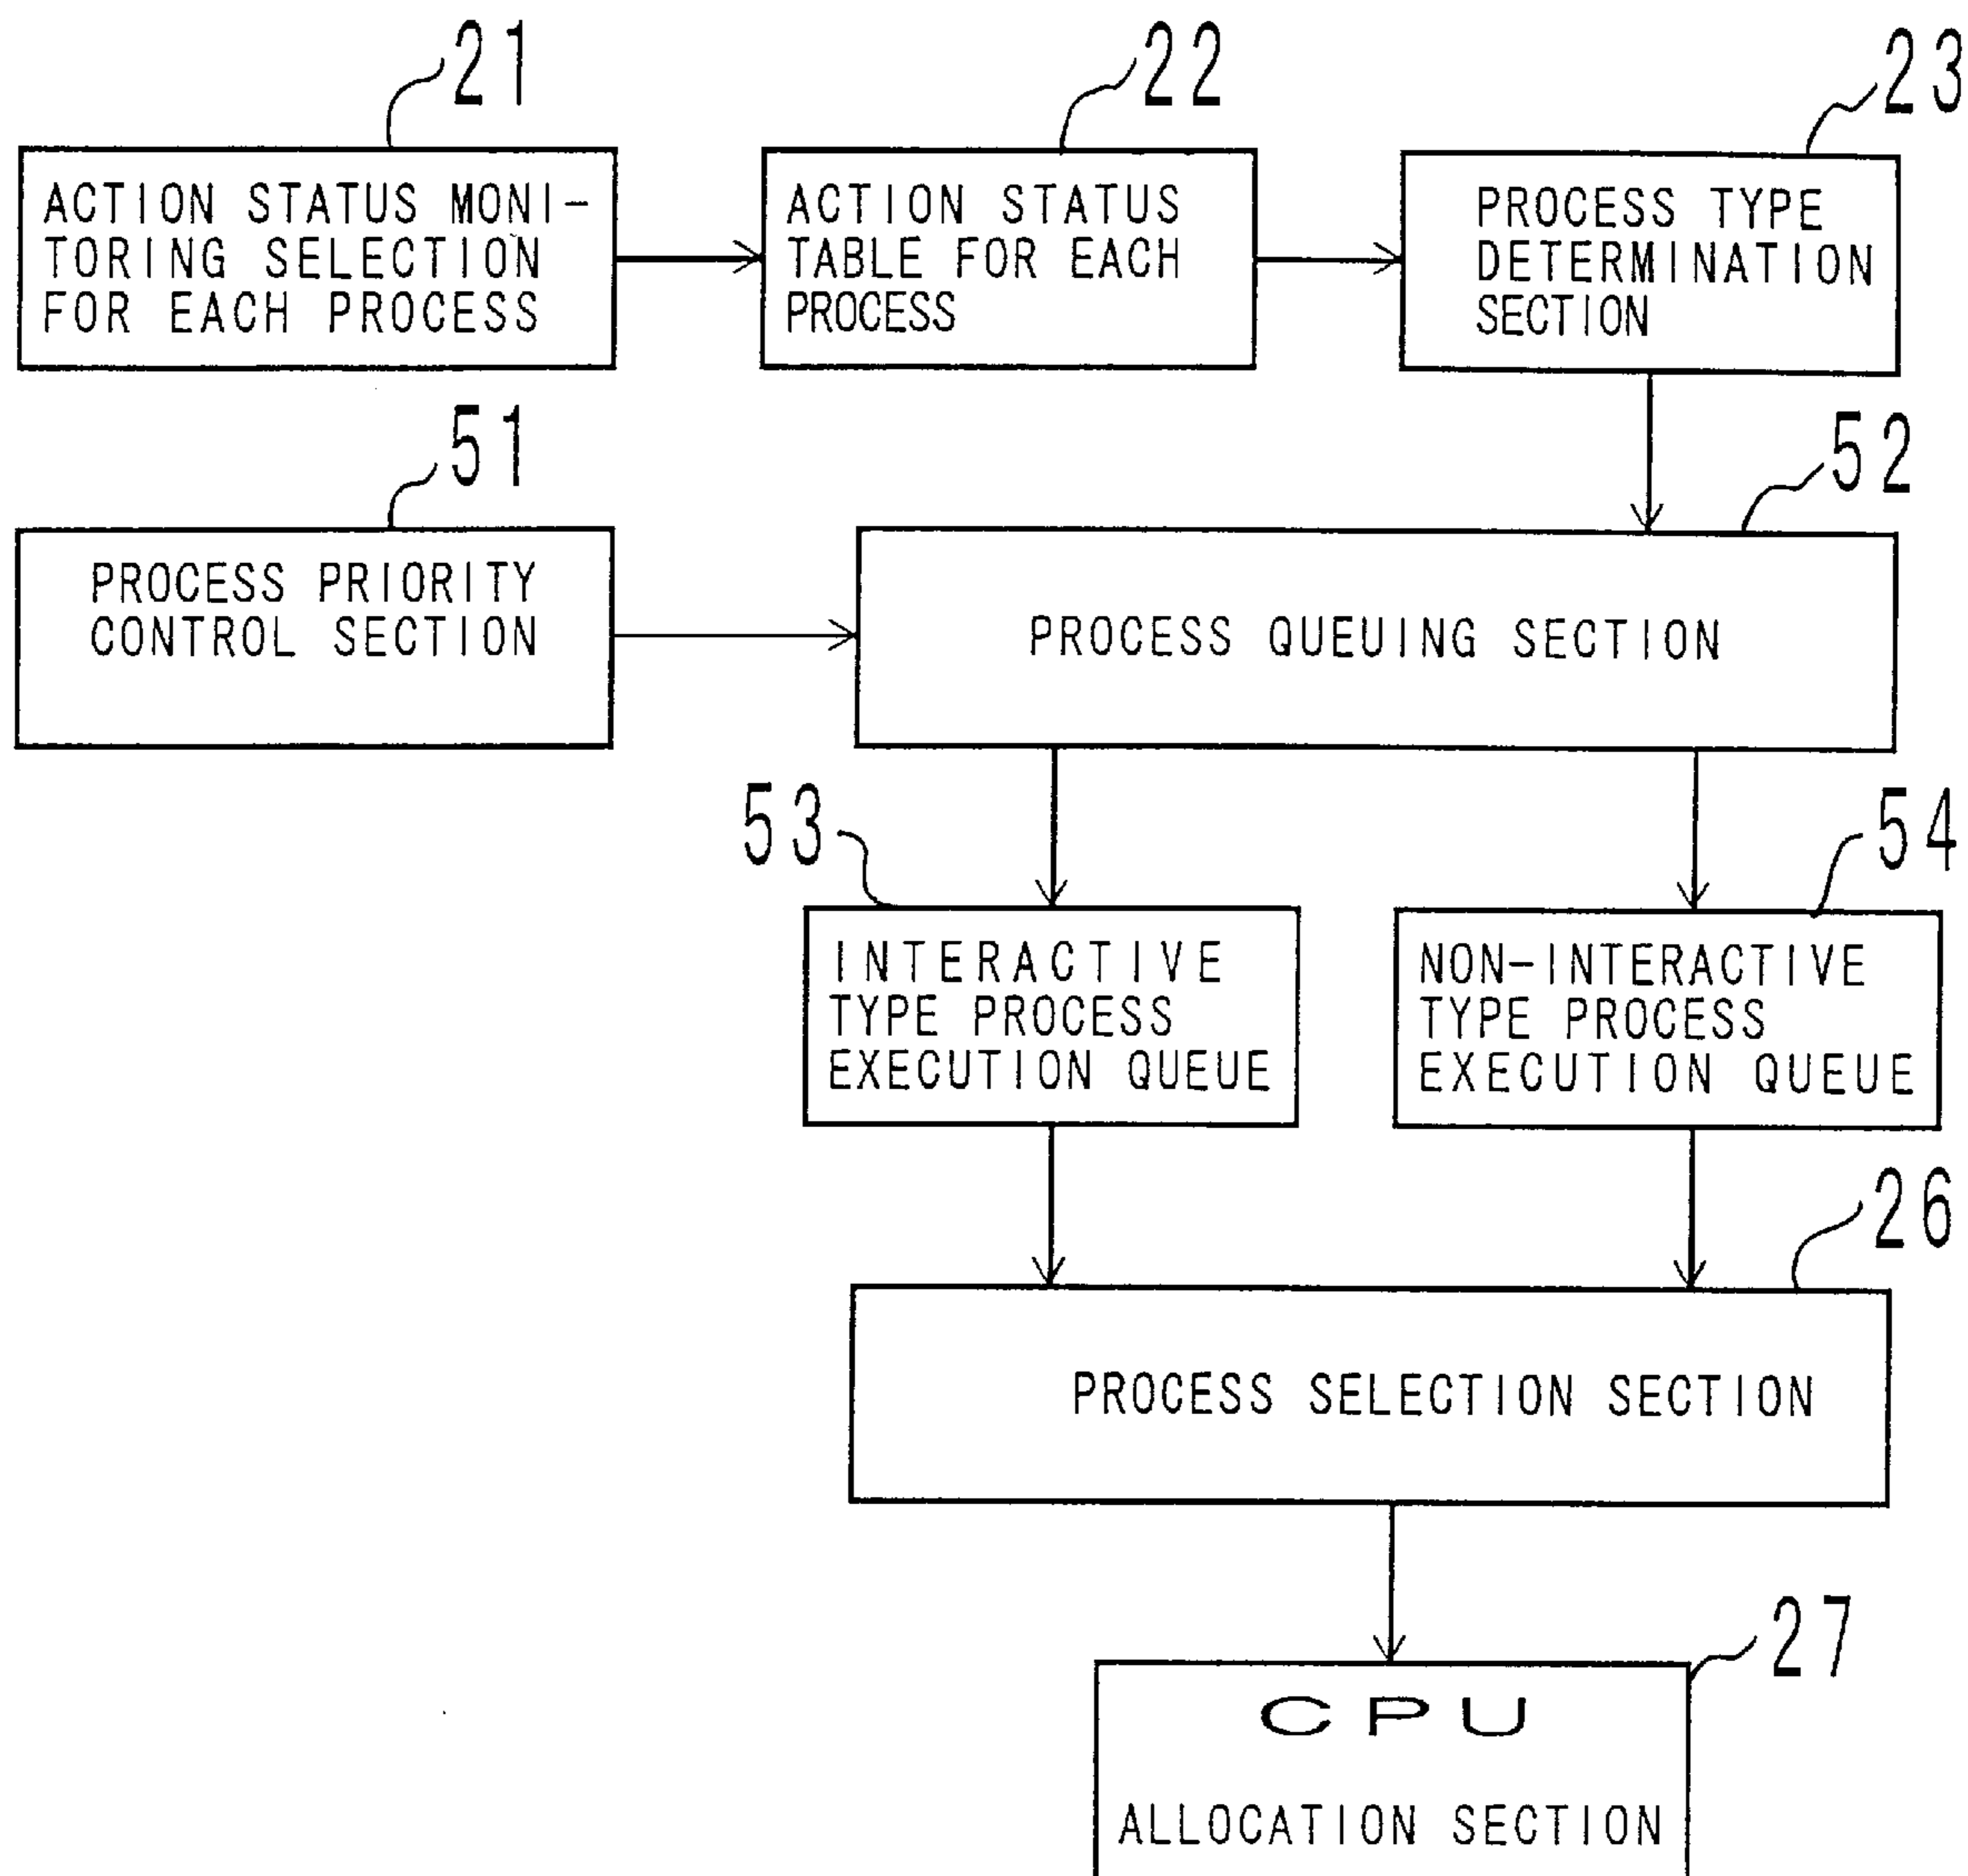 21
22
23
ACTION STATUS MONI-
TORING SELECTION
FOR EACH PROCESS
ACTION STATUS
TABLE FOR EACH
PROCESS
PROCESS TYPE
DETERMINATION
SECTION
51
52
PROCESS PRIORITY
CONTROL SECTION
PROCESS QUEUING SECTION
53
54
INTERACTIVE
TYPE PROCESS
EXECUTION QUEUE
NON-INTERACTIVE
TYPE PROCESS
EXECUTION QUEUE
26
PROCESS SELECTION SECTION
27
CPU
ALLOCATION SECTION